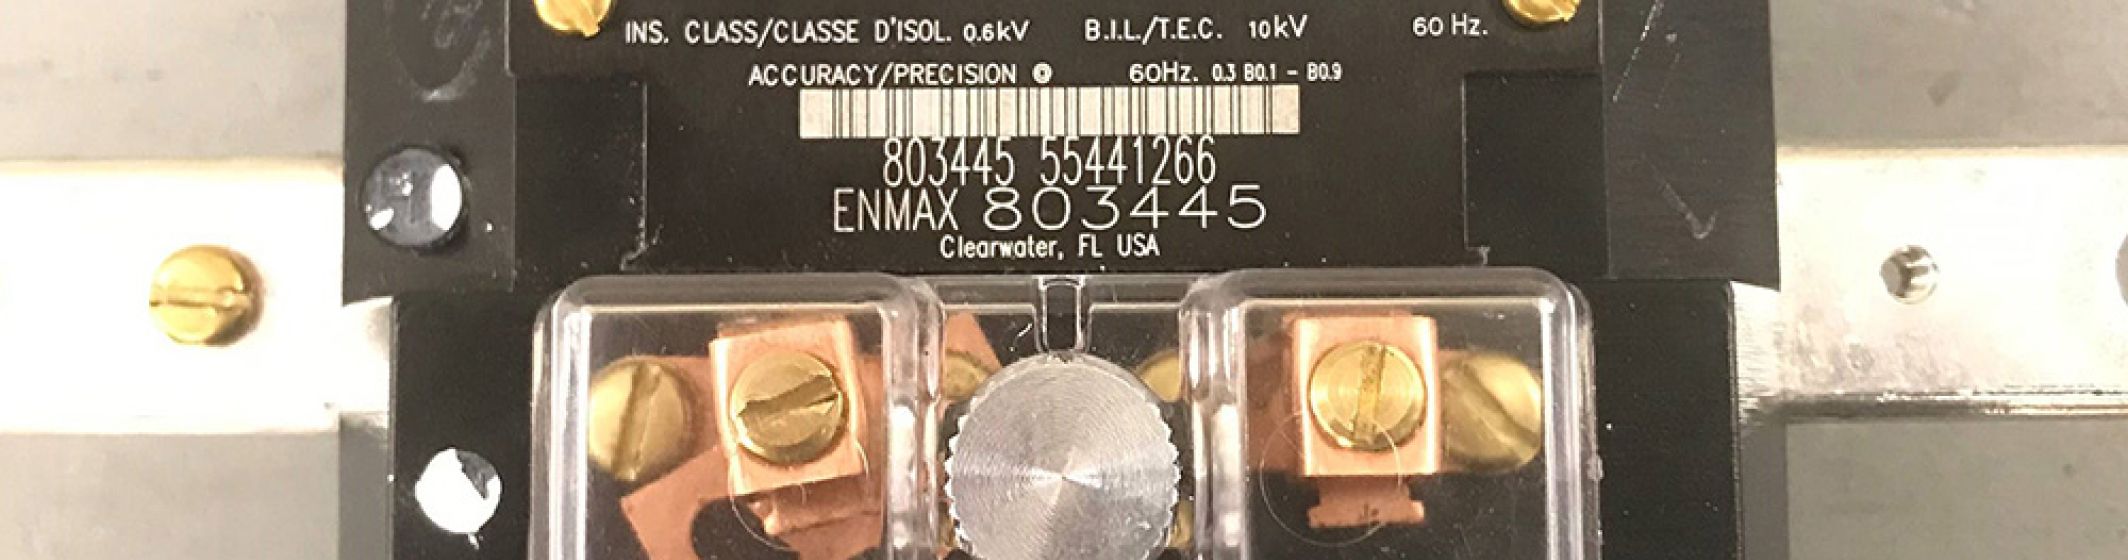 INS. CLASS/CLASSE D'ISOL. 0.6kV B.I.L./T.E.C. 10kV 60 Hz.
ACCURACY/PRECISION @ 60Hz. 0.3 B0.1 - B0.9
803445 55441266
ENMAX 803445
Clearwater, FL USA